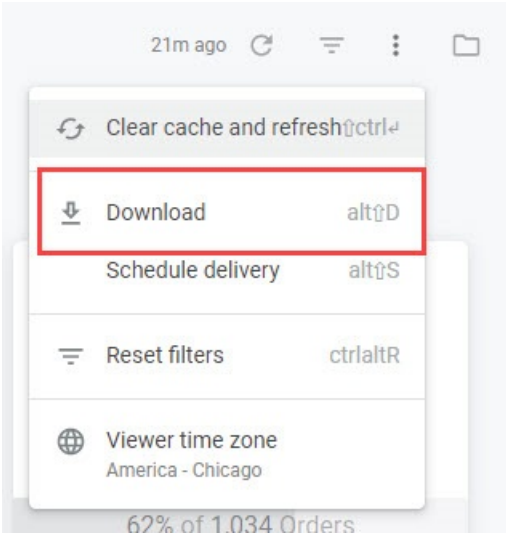 21m ago
Clear cache and refresh⇧ctrl↵
Download alt⇧D
Schedule delivery alt⇧S
Reset filters ctrlaltR
Viewer time zone
America - Chicago
62% of 1,034 Orders